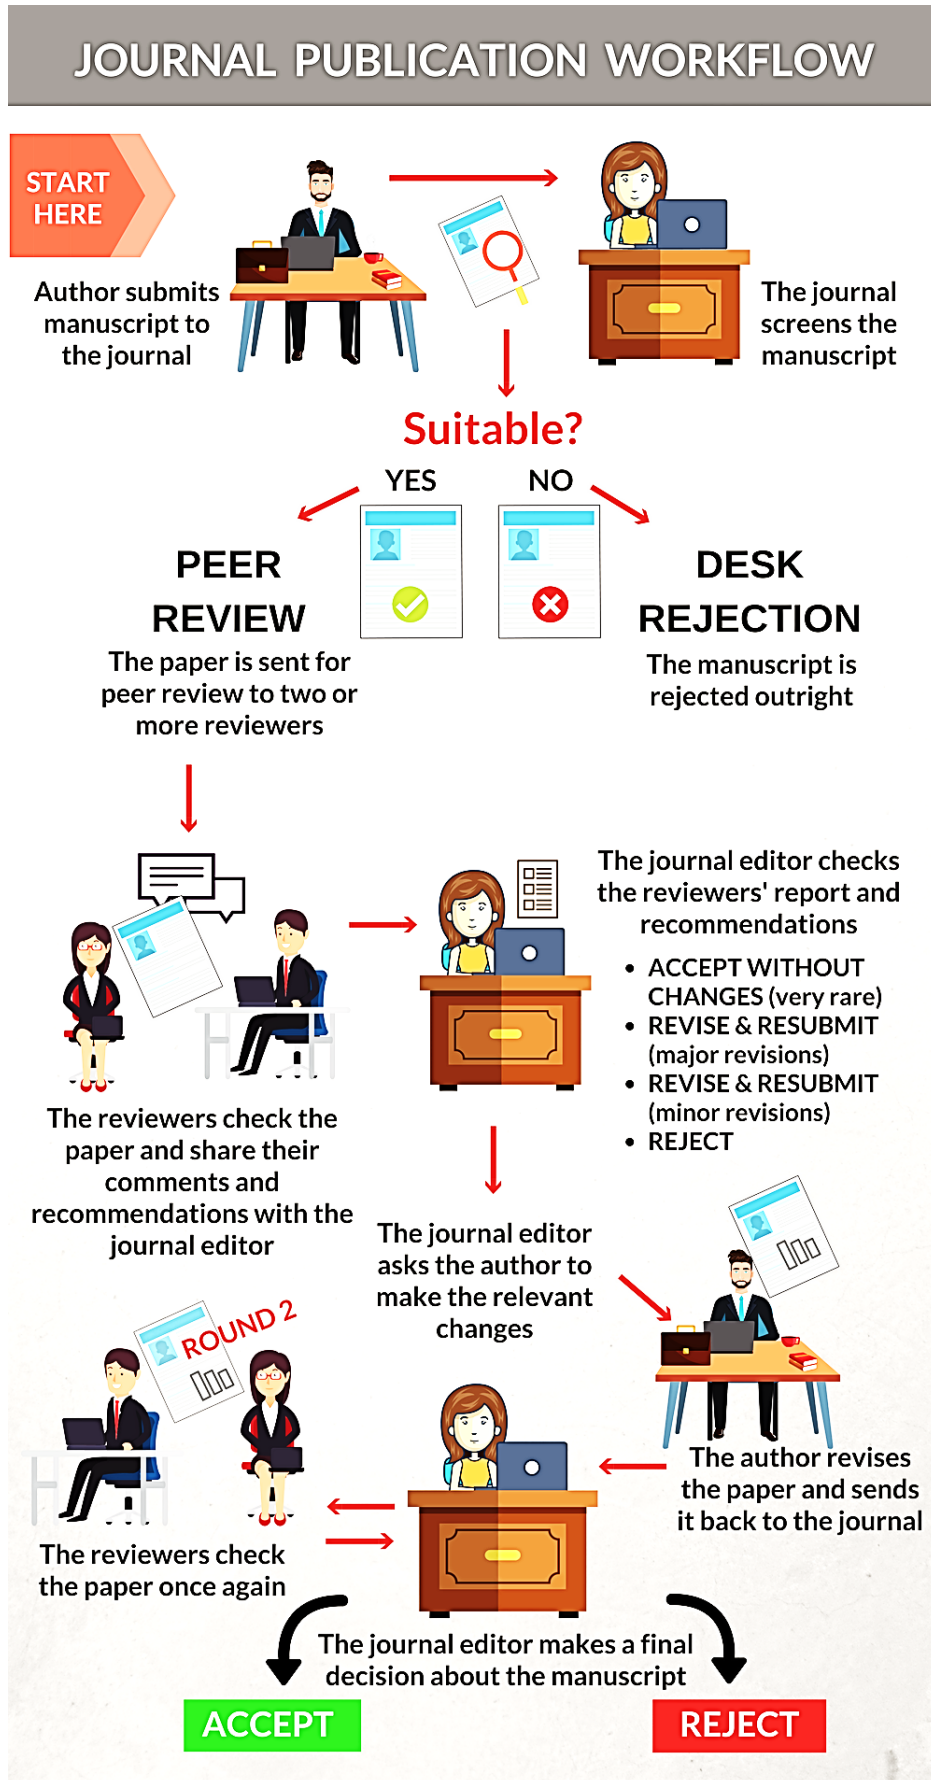 JOURNAL PUBLICATION WORKFLOW
START
HERE
Author submits
manuscript to
the journal
The journal
screens the
manuscript
Suitable?
YES
NO
PEER
REVIEW
The paper is sent for
peer review to two or
more reviewers
DESK
REJECTION
The manuscript is
rejected outright
The reviewers check the
paper and share their
comments and
recommendations with the
journal editor
The journal editor checks
the reviewers' report and
recommendations
• ACCEPT WITHOUT
CHANGES (very rare)
• REVISE & RESUBMIT
(major revisions)
• REVISE & RESUBMIT
(minor revisions)
• REJECT
The journal editor
asks the author to
make the relevant
changes
The author revises
the paper and sends
it back to the journal
ROUND 2
The reviewers check
the paper once again
The journal editor makes a final
decision about the manuscript
ACCEPT
REJECT